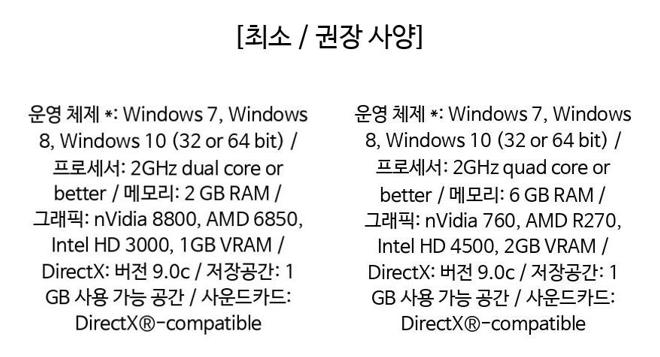 [최소 / 권장 사양]
운영 체제 *: Windows 7, Windows
8, Windows 10 (32 or 64 bit) /
프로세서: 2GHz dual core or
better / 메모리: 2 GB RAM /
그래픽: nVidia 8800, AMD 6850,
Intel HD 3000, 1GB VRAM /
DirectX: 버전 9.0c / 저장공간: 1
GB 사용 가능 공간 / 사운드카드:
DirectX®-compatible
운영 체제 *: Windows 7, Windows
8, Windows 10 (32 or 64 bit) /
프로세서: 2GHz quad core or
better / 메모리: 6 GB RAM /
그래픽: nVidia 760, AMD R270,
Intel HD 4500, 2GB VRAM /
DirectX: 버전 9.0c / 저장공간: 1
GB 사용 가능 공간 / 사운드카드:
DirectX®-compatible